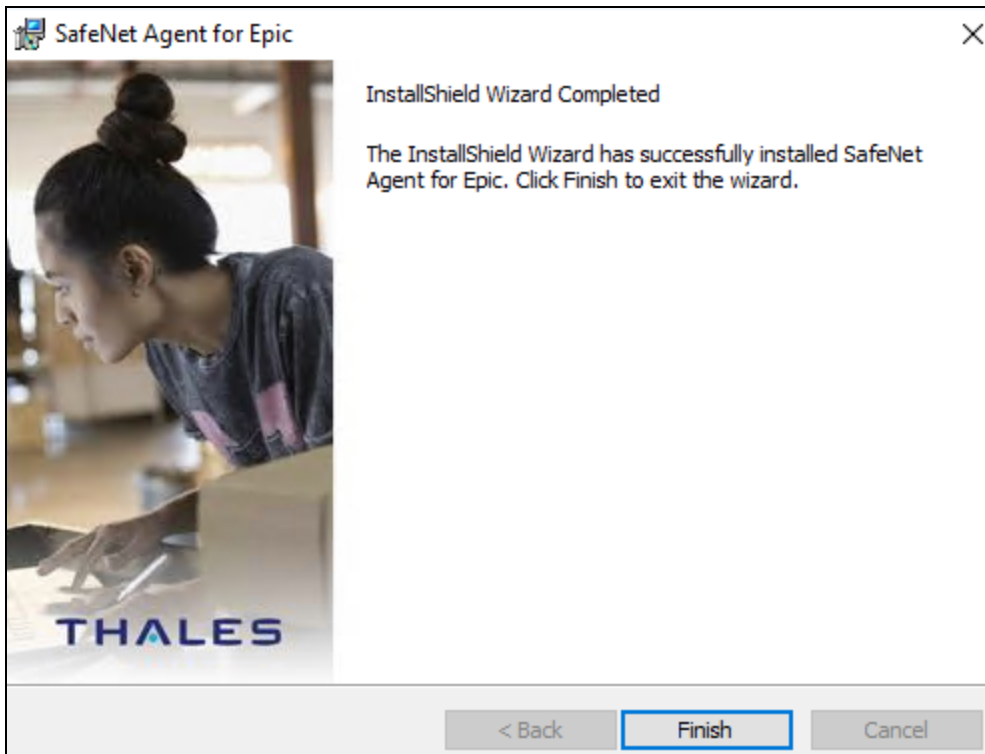 SafeNet Agent for Epic
InstallShield Wizard Completed
The InstallShield Wizard has successfully installed SafeNet
Agent for Epic. Click Finish to exit the wizard.
THALES
< Back
Finish
Cancel